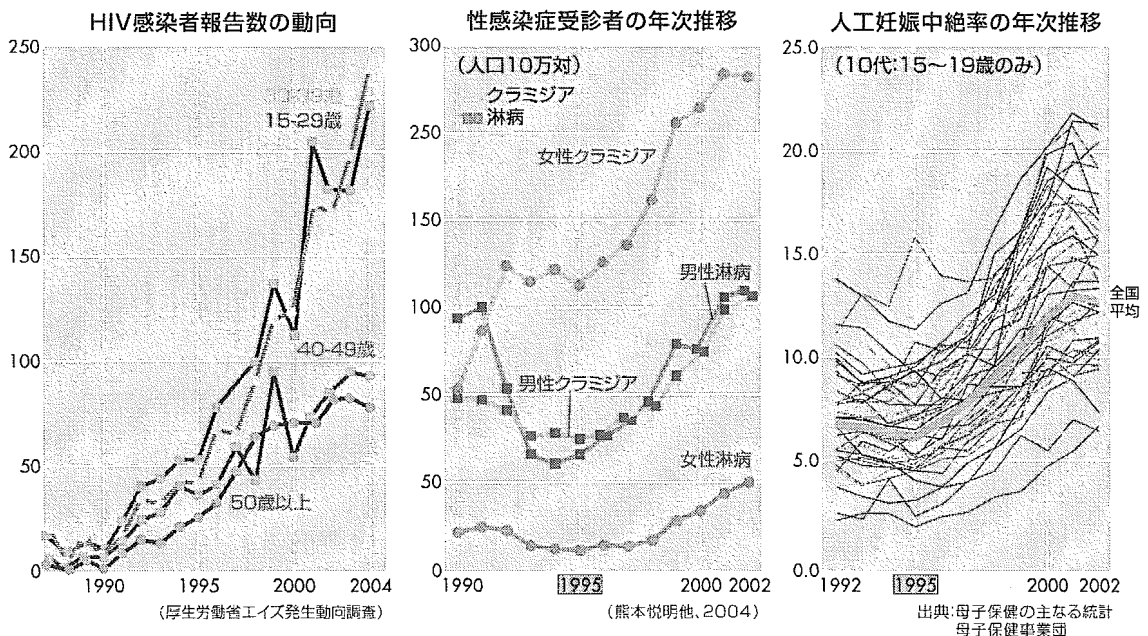 HIV感染者報告数の動向
250
200
150
100
50
0
15-29歳
40-49歳
50歳以上
1990
1995
2000
2004
(厚生労働省エイズ発生動向調査)
性感染症受診者の年次推移
300
250
150
100
50
50
0
(人口10万対)
クラミジア
淋病
女性クラミジア
男性淋病
男性クラミジア
女性淋病
1990
1995
2000
2002
(熊本悦明他、2004)
人工妊娠中絶率の年次推移
25.0
20.0
15.0
10.0
5.0
0.0
(10代:15〜19歳のみ)
全国
平均
1992
1995
2000
2002
出典:母子保健の主なる統計
母子保健事業団